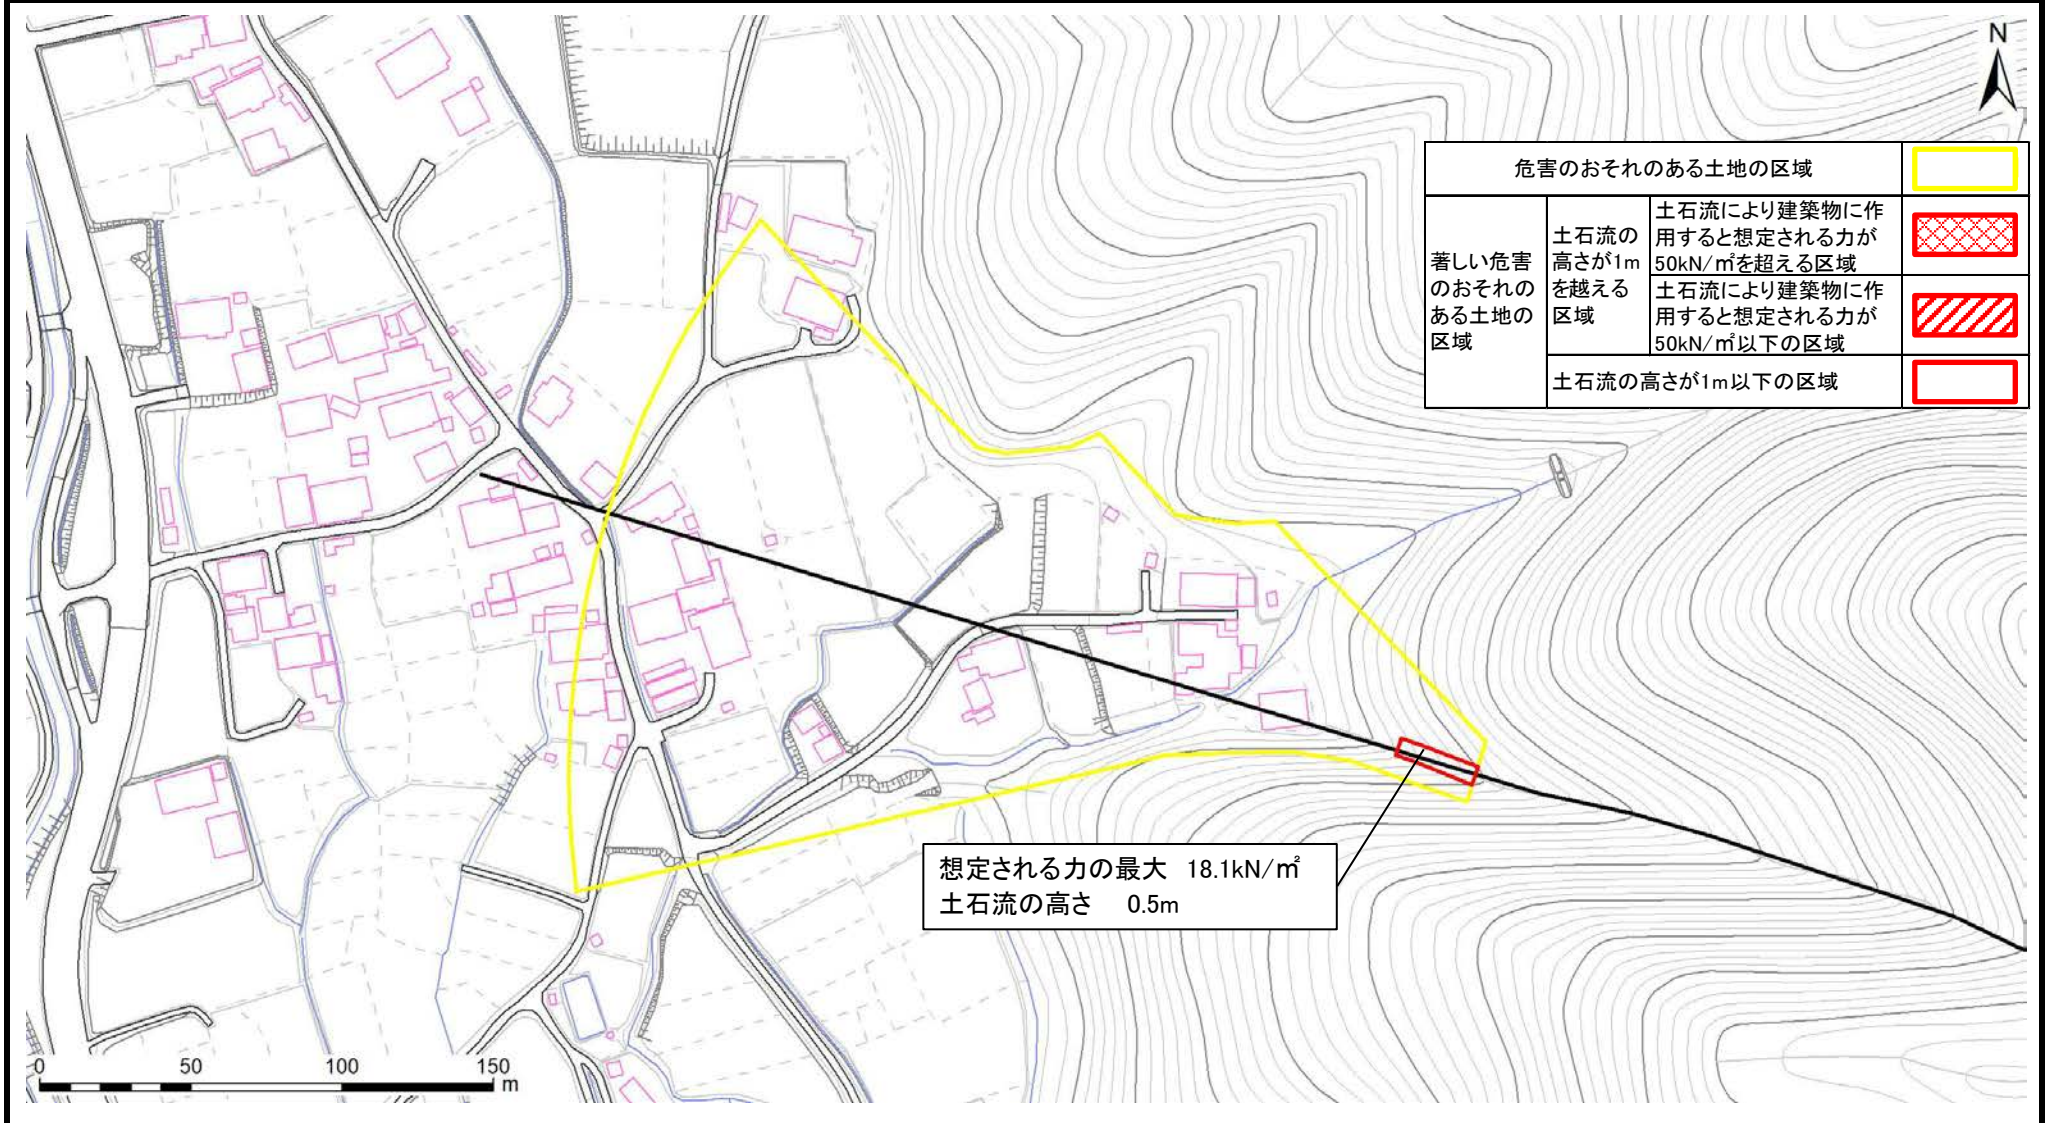 N
危害のおそれのある土地の区域
著しい危害
のおそれの
ある土地の
区域
土石流の
高さが1m
を越える
区域
土石流により建築物に作
用すると想定される力が
50kN/㎡を超える区域
土石流により建築物に作
用すると想定される力が
50kN/㎡以下の区域
土石流の高さが1m以下の区域
想定される力の最大 18.1kN/㎡
土石流の高さ 0.5m
0 50 100 150
m